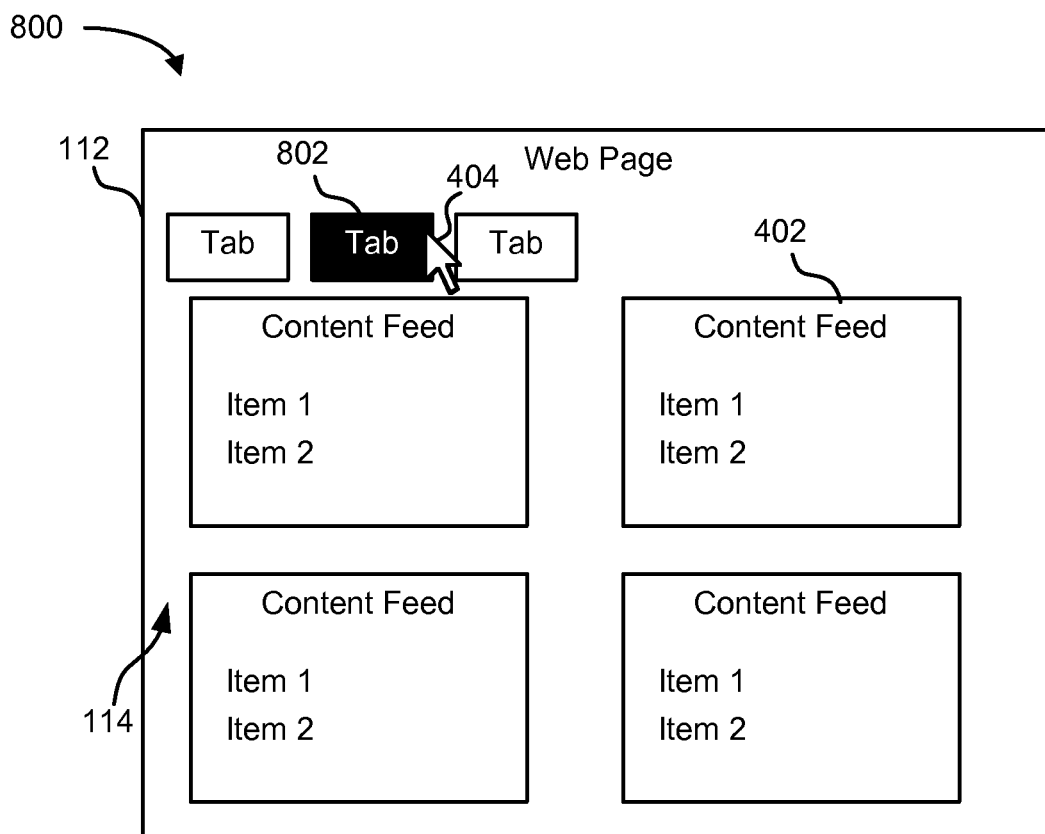 800
112
802
Web Page
404
Tab
Tab
Tab
402
Content Feed
Item 1
Item 2
Content Feed
Item 1
Item 2
Content Feed
Item 1
Item 2
Content Feed
Item 1
Item 2
114